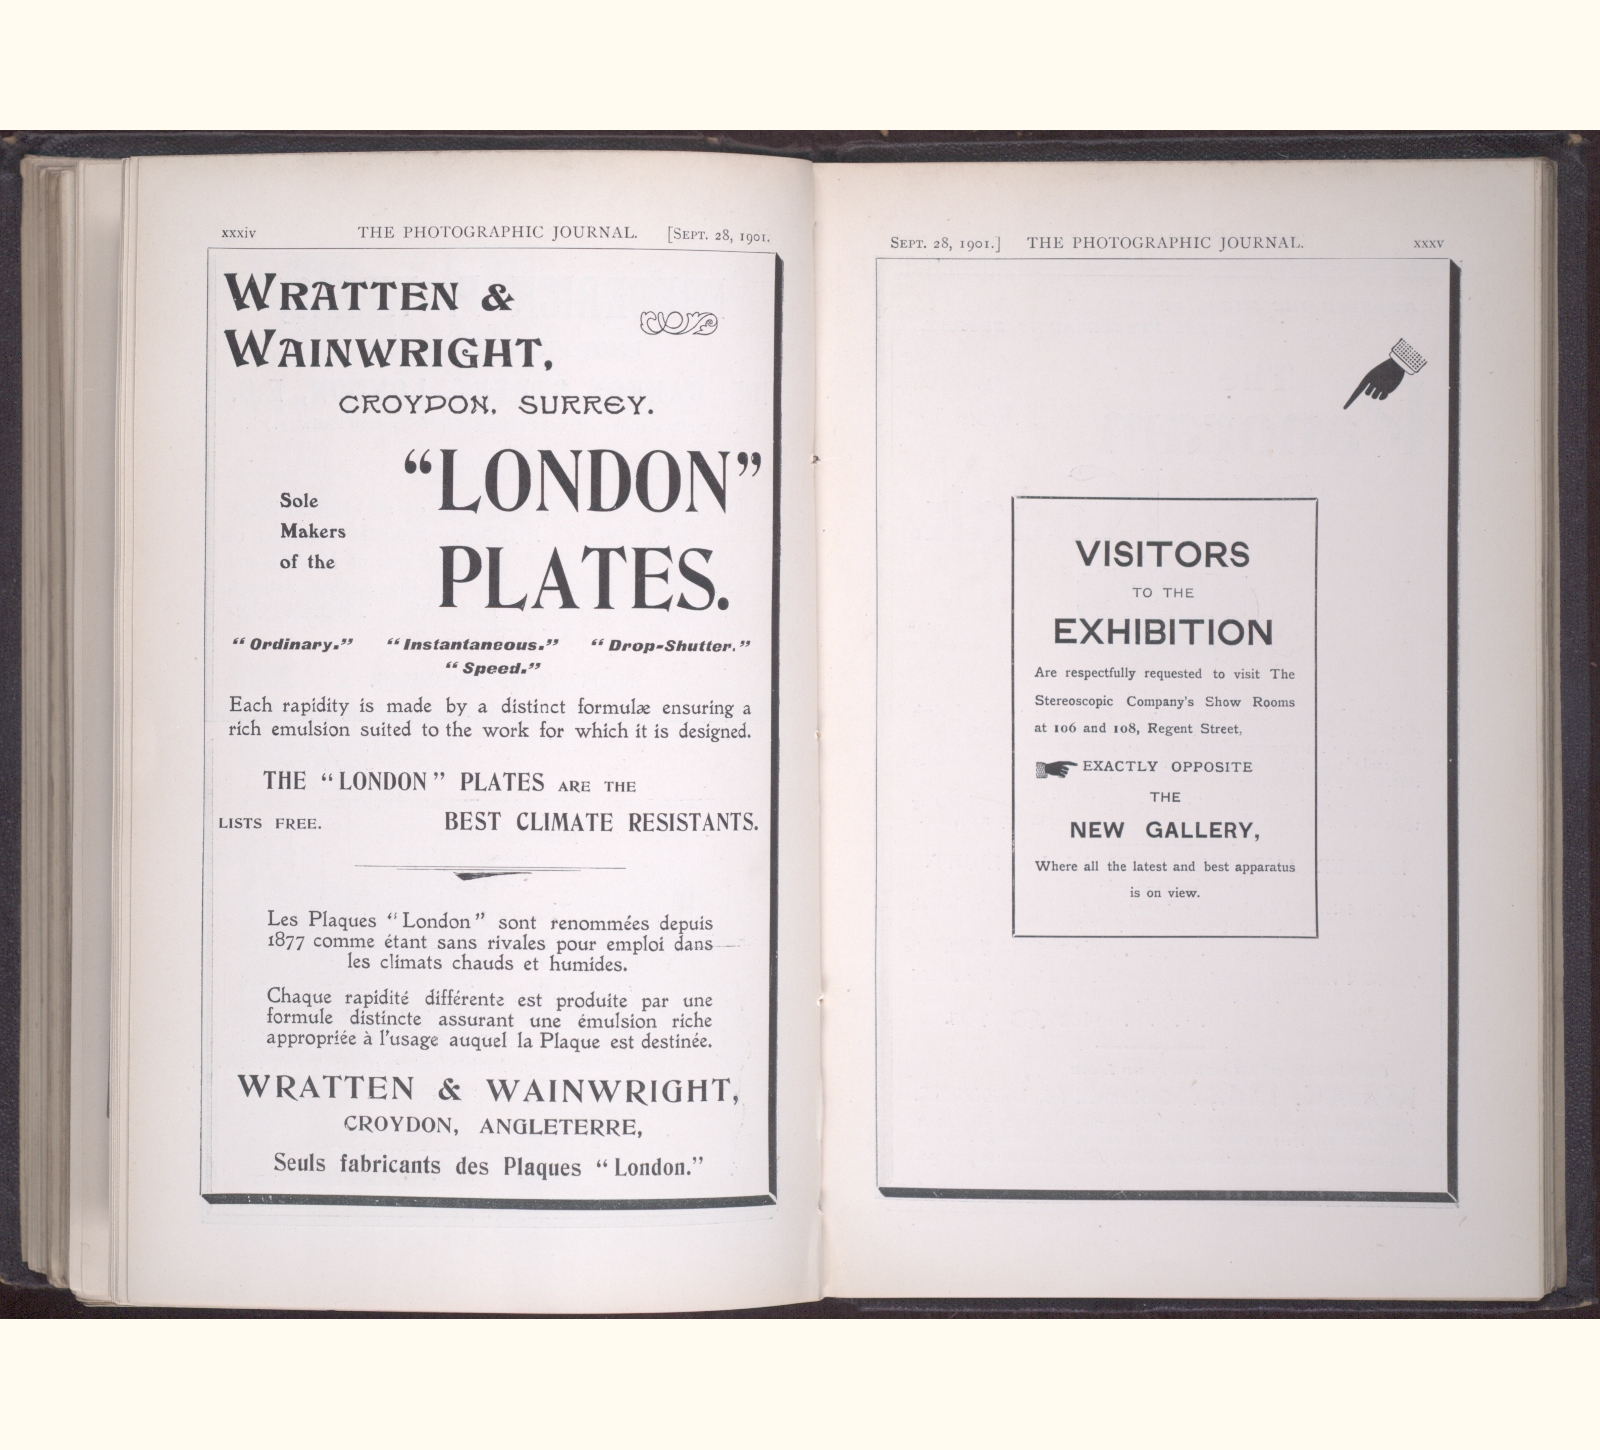 xxxiv THE PHOTOGRAPHIC JOURNAL. [SEPT. 28, 1901.
WRATTEN &
WAINWRIGHT,
CROYDON, SURREY.
Sole
Makers
of the
“LONDON”
PLATES.
“Ordinary.” “Instantaneous.” “Drop-Shutter.”
“Speed.”
Each rapidity is made by a distinct formulæ ensuring a
rich emulsion suited to the work for which it is designed.
THE “LONDON” PLATES ARE THE
LISTS FREE. BEST CLIMATE RESISTANTS.
Les Plaques “London” sont renommées depuis
1877 comme étant sans rivales pour emploi dans
les climats chauds et humides.
Chaque rapidité différente est produite par une
formule distincte assurant une émulsion riche
appropriée à l'usage auquel la Plaque est destinée.
WRATTEN & WAINWRIGHT,
CROYDON, ANGLETERRE,
Seuls fabricants des Plaques “London.”
SEPT. 28, 1901.] THE PHOTOGRAPHIC JOURNAL. xxxv
VISITORS
TO THE
EXHIBITION
Are respectfully requested to visit The
Stereoscopic Company's Show Rooms
at 106 and 108, Regent Street,
EXACTLY OPPOSITE
THE
NEW GALLERY,
Where all the latest and best apparatus
is on view.